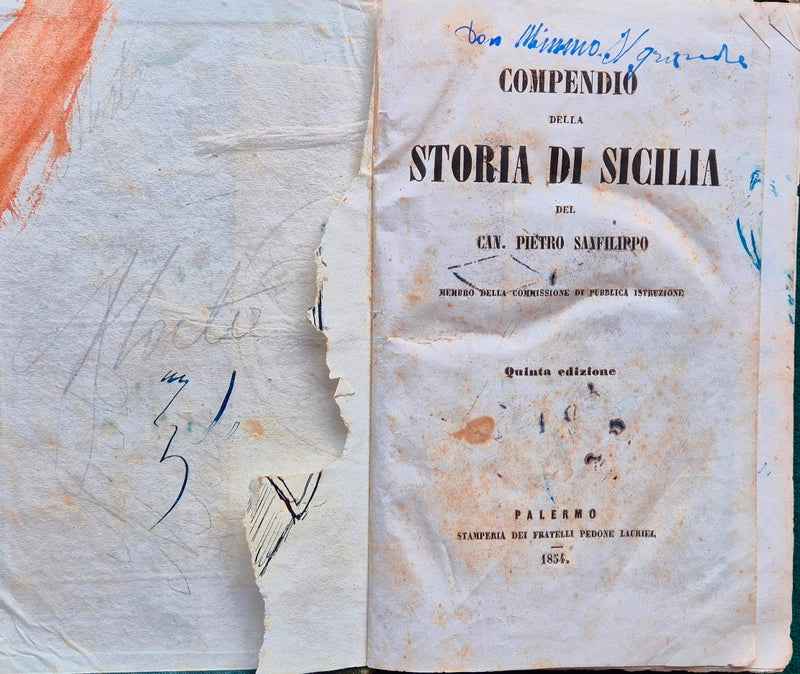 Don Mimmo
COMPENDIO
DELLA
STORIA DI SICILIA
DEL
CAN. PIETRO SANFILIPPO
MEMBRO DELLA COMMISSIONE DI PUBBLICA ISTRUZIONE
Quinta edizione
PALERMO
STAMPERIA DEI FRATELLI PEDONE LAURIEL,
1854.